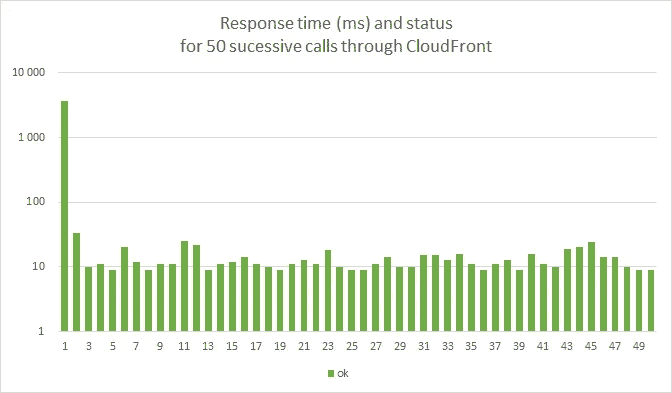 Response time (ms) and status
for 50 sucessive calls through CloudFront
10 000
1 000
100
10
1
1 3 5 7 9 11 13 15 17 19 21 23 25 27 29 31 33 35 37 39 41 43 45 47 49
ok